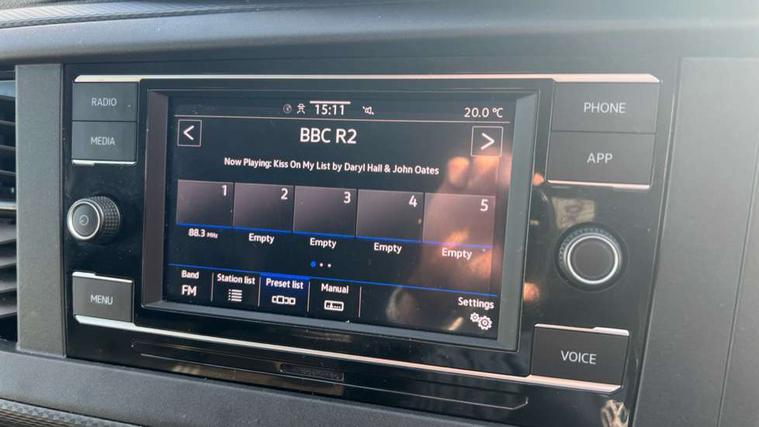 RADIO
MEDIA
MENU
15:11
20.0 °C
<
BBC R2
>
Now Playing: Kiss On My List by Daryl Hall & John Oates
1
2
3
4
5
88.3 MHz
Empty
Empty
Empty
Empty
Band
FM
Station list
Preset list
Manual
Settings
PHONE
APP
VOICE